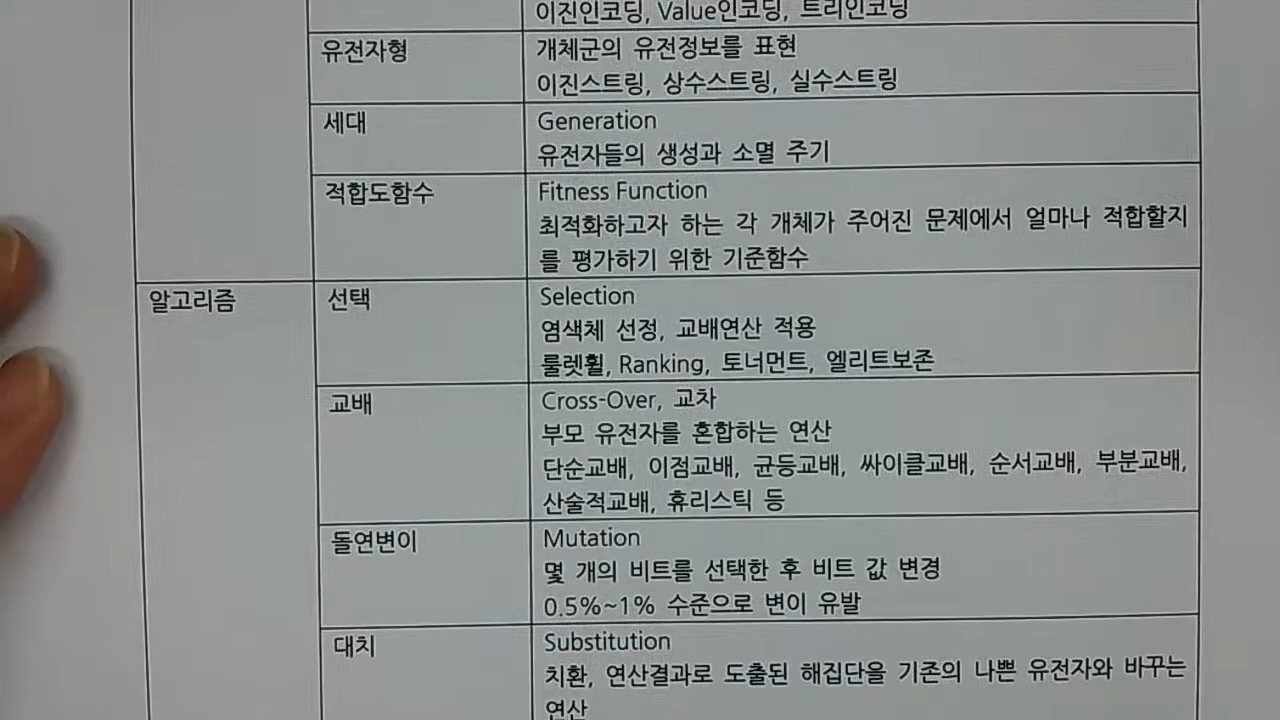 이진인코딩, Value인코딩, 트리인코딩
유전자형
개체군의 유전정보를 표현
이진스트링, 상수스트링, 실수스트링
세대
Generation
유전자들의 생성과 소멸 주기
적합도함수
Fitness Function
최적화하고자 하는 각 개체가 주어진 문제에서 얼마나 적합할지
를 평가하기 위한 기준함수
알고리즘
선택
Selection
염색체 선정, 교배연산 적용
룰렛휠, Ranking, 토너먼트, 엘리트보존
교배
Cross-Over, 교차
부모 유전자를 혼합하는 연산
단순교배, 이점교배, 균등교배, 싸이클교배, 순서교배, 부분교배,
산술적교배, 휴리스틱 등
돌연변이
Mutation
몇 개의 비트를 선택한 후 비트 값 변경
0.5%~1% 수준으로 변이 유발
대치
Substitution
치환, 연산결과로 도출된 해집단을 기존의 나쁜 유전자와 바꾸는
연산